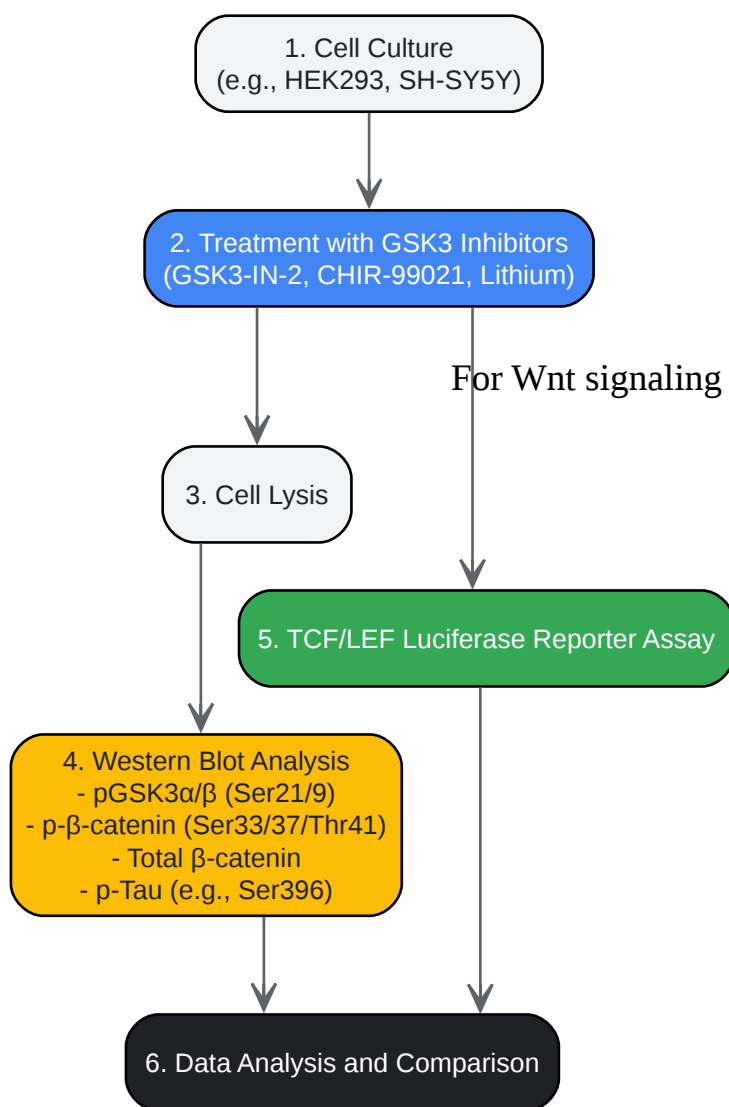 1. Cell Culture
(e.g., HEK293, SH-SY5Y)
2. Treatment with GSK3 Inhibitors
(GSK3-IN-2, CHIR-99021, Lithium)
For Wnt signaling
3. Cell Lysis
5. TCF/LEF Luciferase Reporter Assay
4. Western Blot Analysis
- pGSK3α/β (Ser21/9)
- p-β-catenin (Ser33/37/Thr41)
- Total β-catenin
- p-Tau (e.g., Ser396)
6. Data Analysis and Comparison